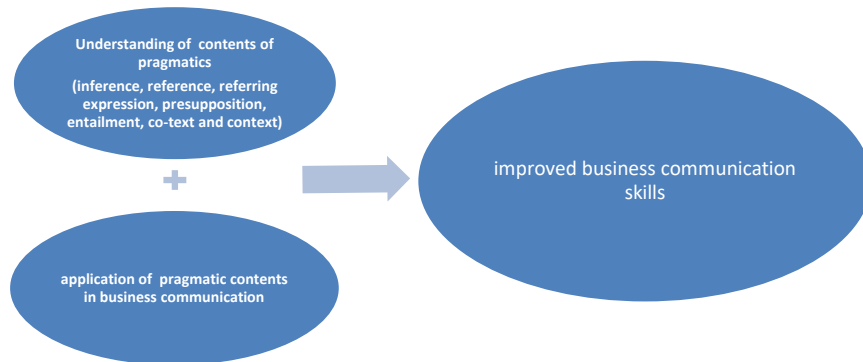 Understanding of contents of
pragmatics
(inference, reference, referring
expression, presupposition,
entailment, co-text and context)
+
application of pragmatic contents
in business communication
improved business communication
skills